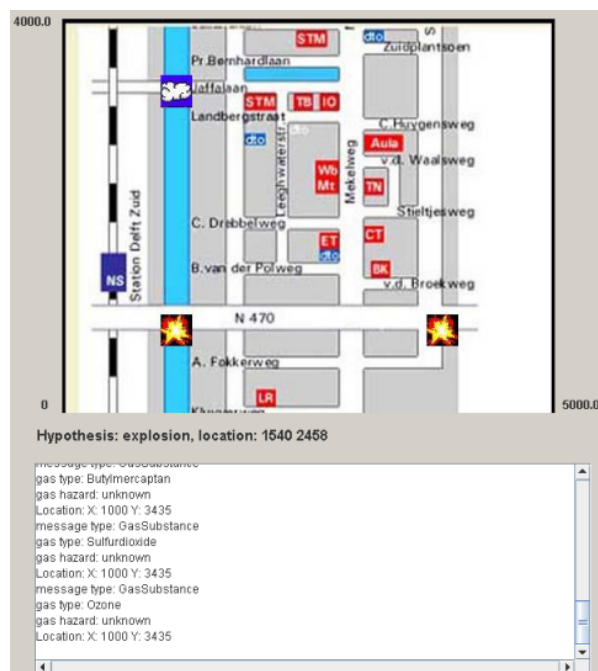 4000.0
STM
dto
Zuidplantsoen
Pr.Bernhardlaan
Jaffalaan
STM
TB
IO
Landbergstraat
C.Huygensweg
dto
dto
Aula
Leeghwaterstr.
Mekelweg
v.d. Waalsweg
Wb
Mt
TN
Station Delft Zuid
Stieltjesweg
C. Drebbelweg
ET
CT
dto
B.van der Polweg
BK
NS
v.d. Broekweg
N 470
A. Fokkerweg
LR
0
5000.0
Hypothesis: explosion, location: 1540 2458
message type: GasSubstance
gas type: Butylmercaptan
gas hazard: unknown
Location: X: 1000 Y: 3435
message type: GasSubstance
gas type: Sulfurdioxide
gas hazard: unknown
Location: X: 1000 Y: 3435
message type: GasSubstance
gas type: Ozone
gas hazard: unknown
Location: X: 1000 Y: 3435